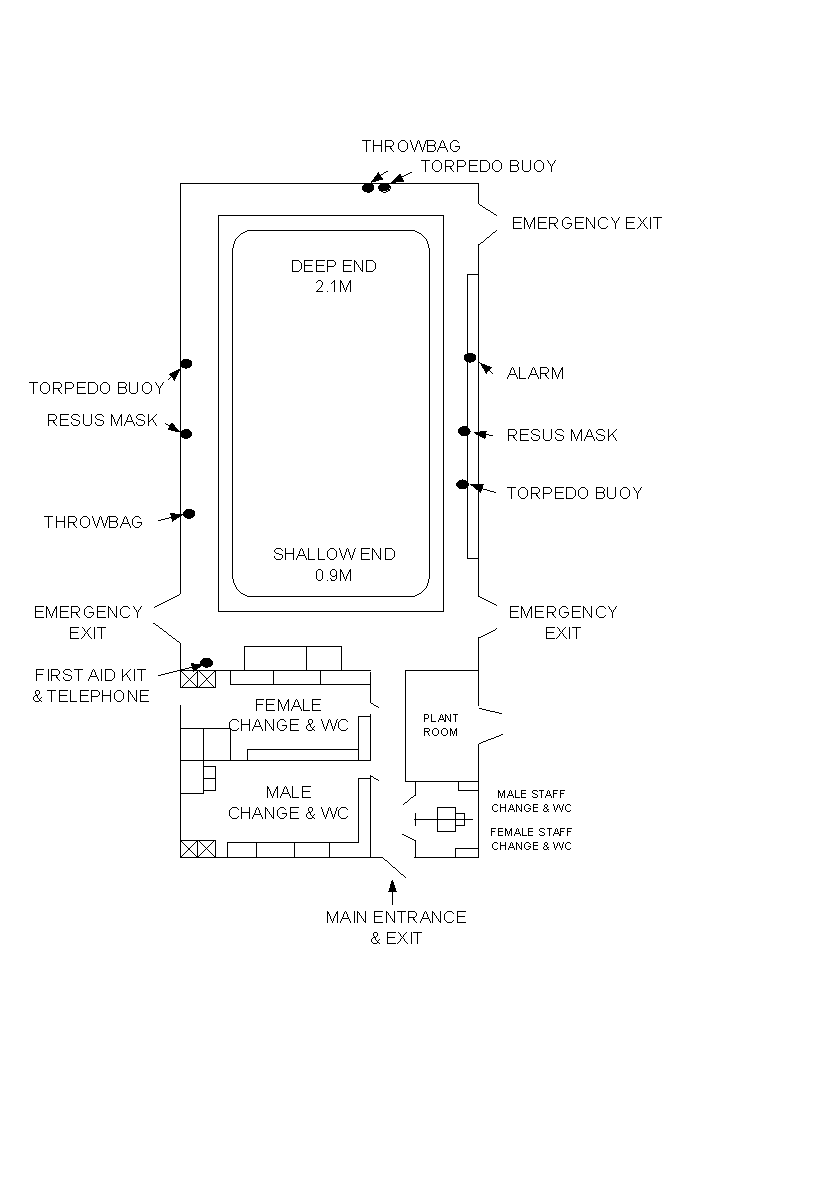 THROWBAG
TORPEDO BUOY
EMERGENCY EXIT
DEEP END
2.1M
ALARM
TORPEDO BUOY
RESUS MASK
RESUS MASK
TORPEDO BUOY
THROWBAG
SHALLOW END
0.9M
EMERGENCY
EXIT
EMERGENCY
EXIT
FIRST AID KIT
& TELEPHONE
FEMALE
CHANGE & WC
PLANT
ROOM
MALE
CHANGE & WC
MALE STAFF
CHANGE & WC
FEMALE STAFF
CHANGE & WC
MAIN ENTRANCE
& EXIT